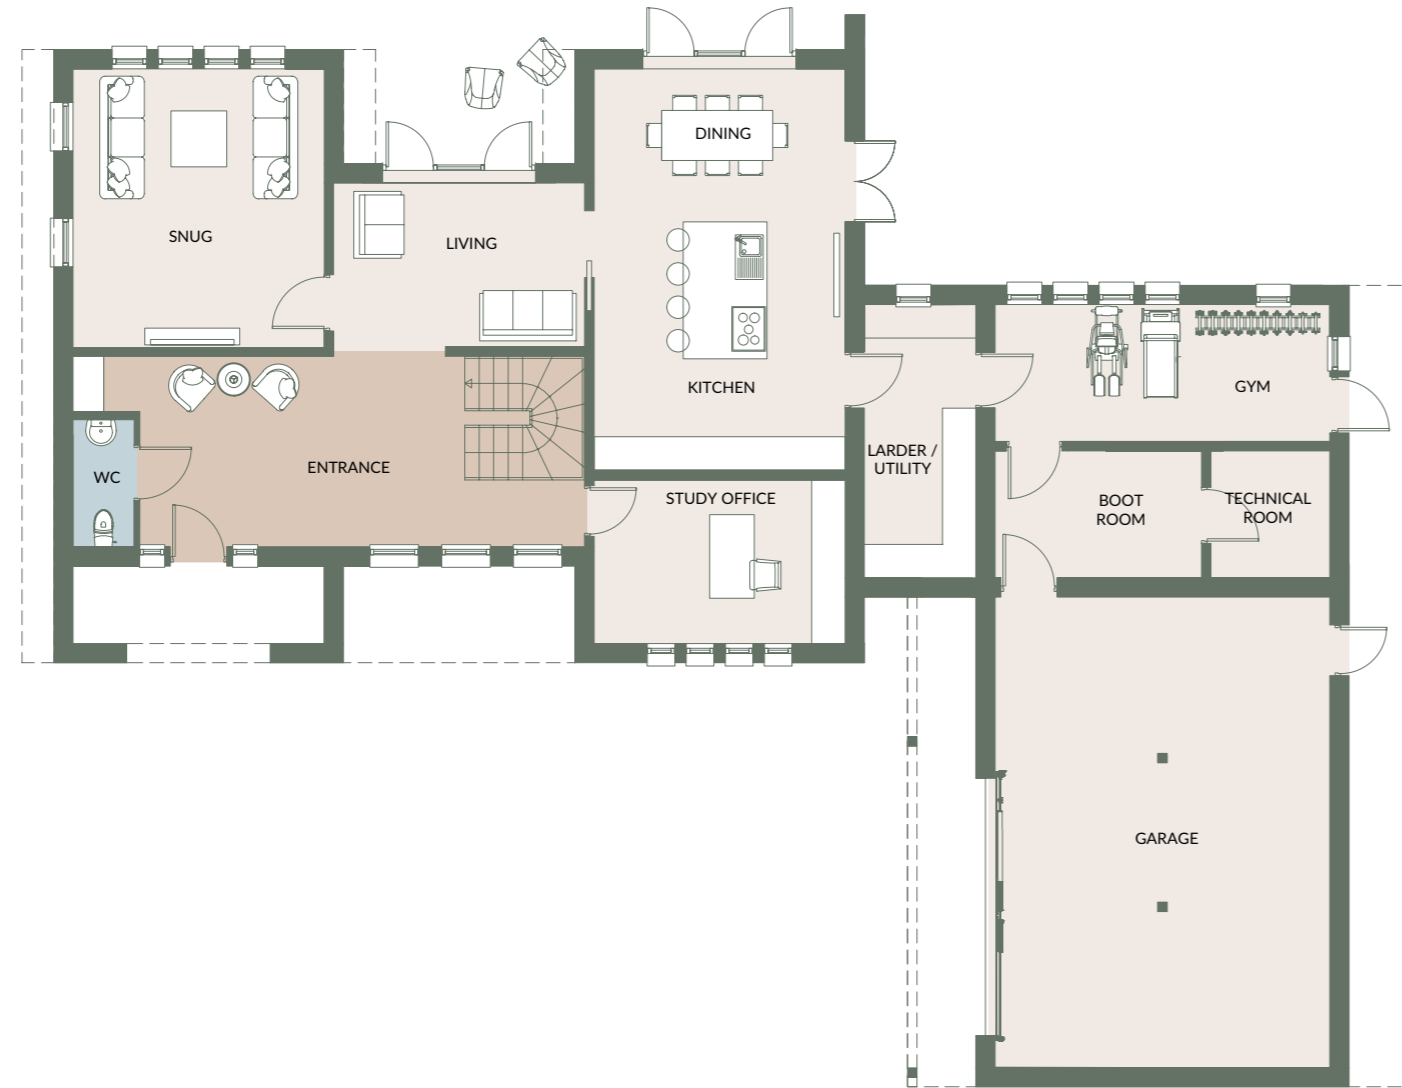 DINING
SNUG
LIVING
KITCHEN
GYM
LARDER /
UTILITY
ENTRANCE
WC
STUDY OFFICE
BOOT
ROOM
TECHNICAL
ROOM
GARAGE